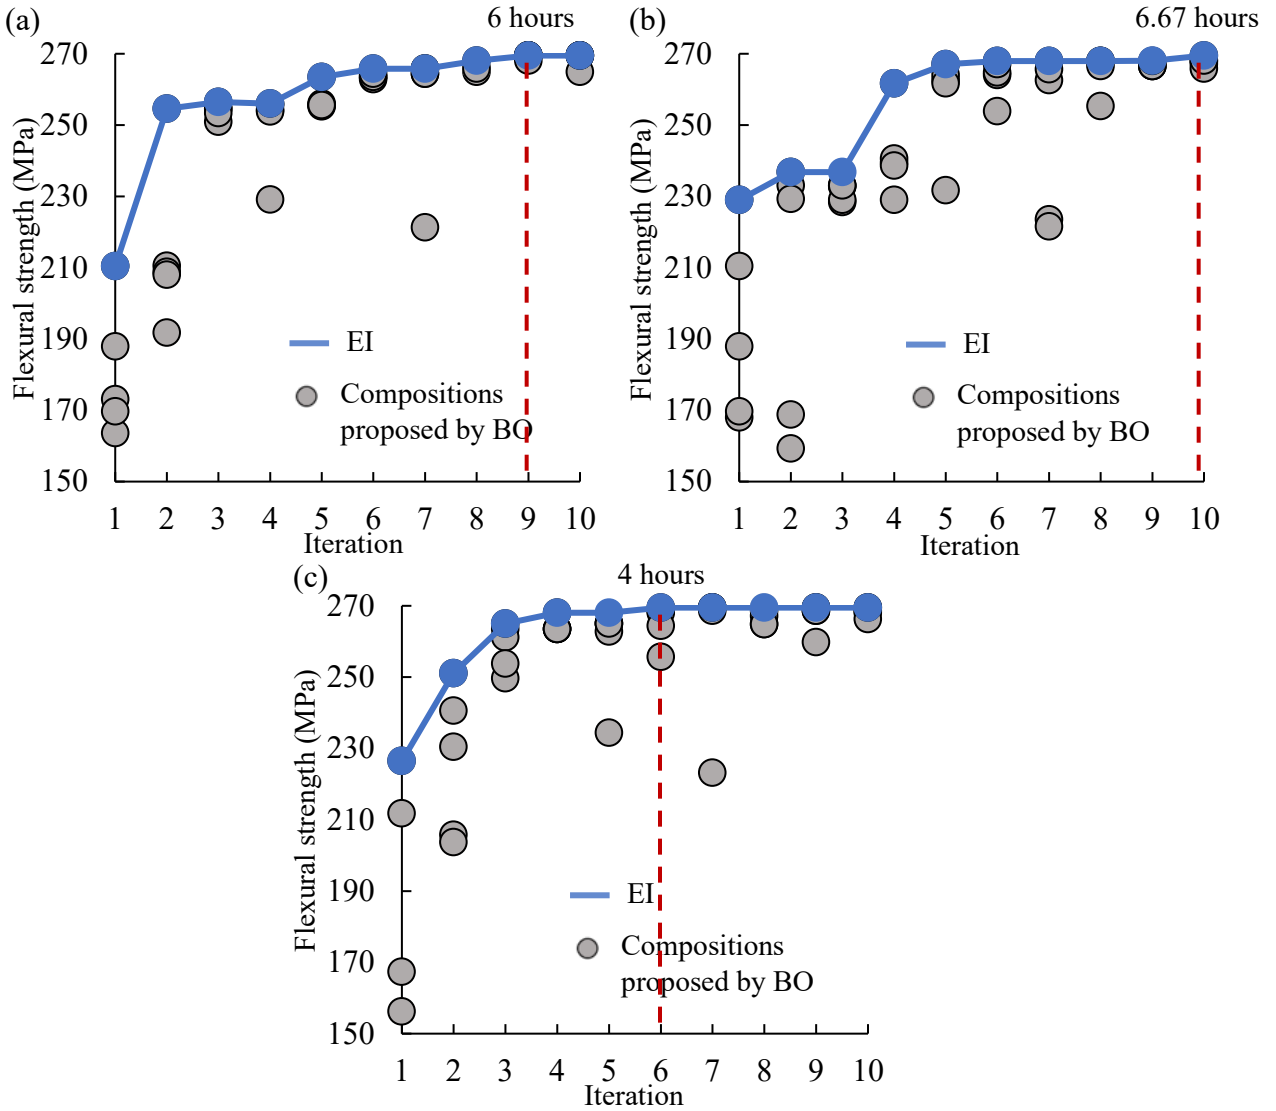 (a)
6 hours
270
250
230
210
190
170
150
Flexural strength (MPa)
EI
Compositions
proposed by BO
1 2 3 4 5 6 7 8 9 10
Iteration
(b)
6.67 hours
270
250
230
210
190
170
150
Flexural strength (MPa)
EI
Compositions
proposed by BO
1 2 3 4 5 6 7 8 9 10
Iteration
(c)
4 hours
270
250
230
210
190
170
150
Flexural strength (MPa)
EI
Compositions
proposed by BO
1 2 3 4 5 6 7 8 9 10
Iteration